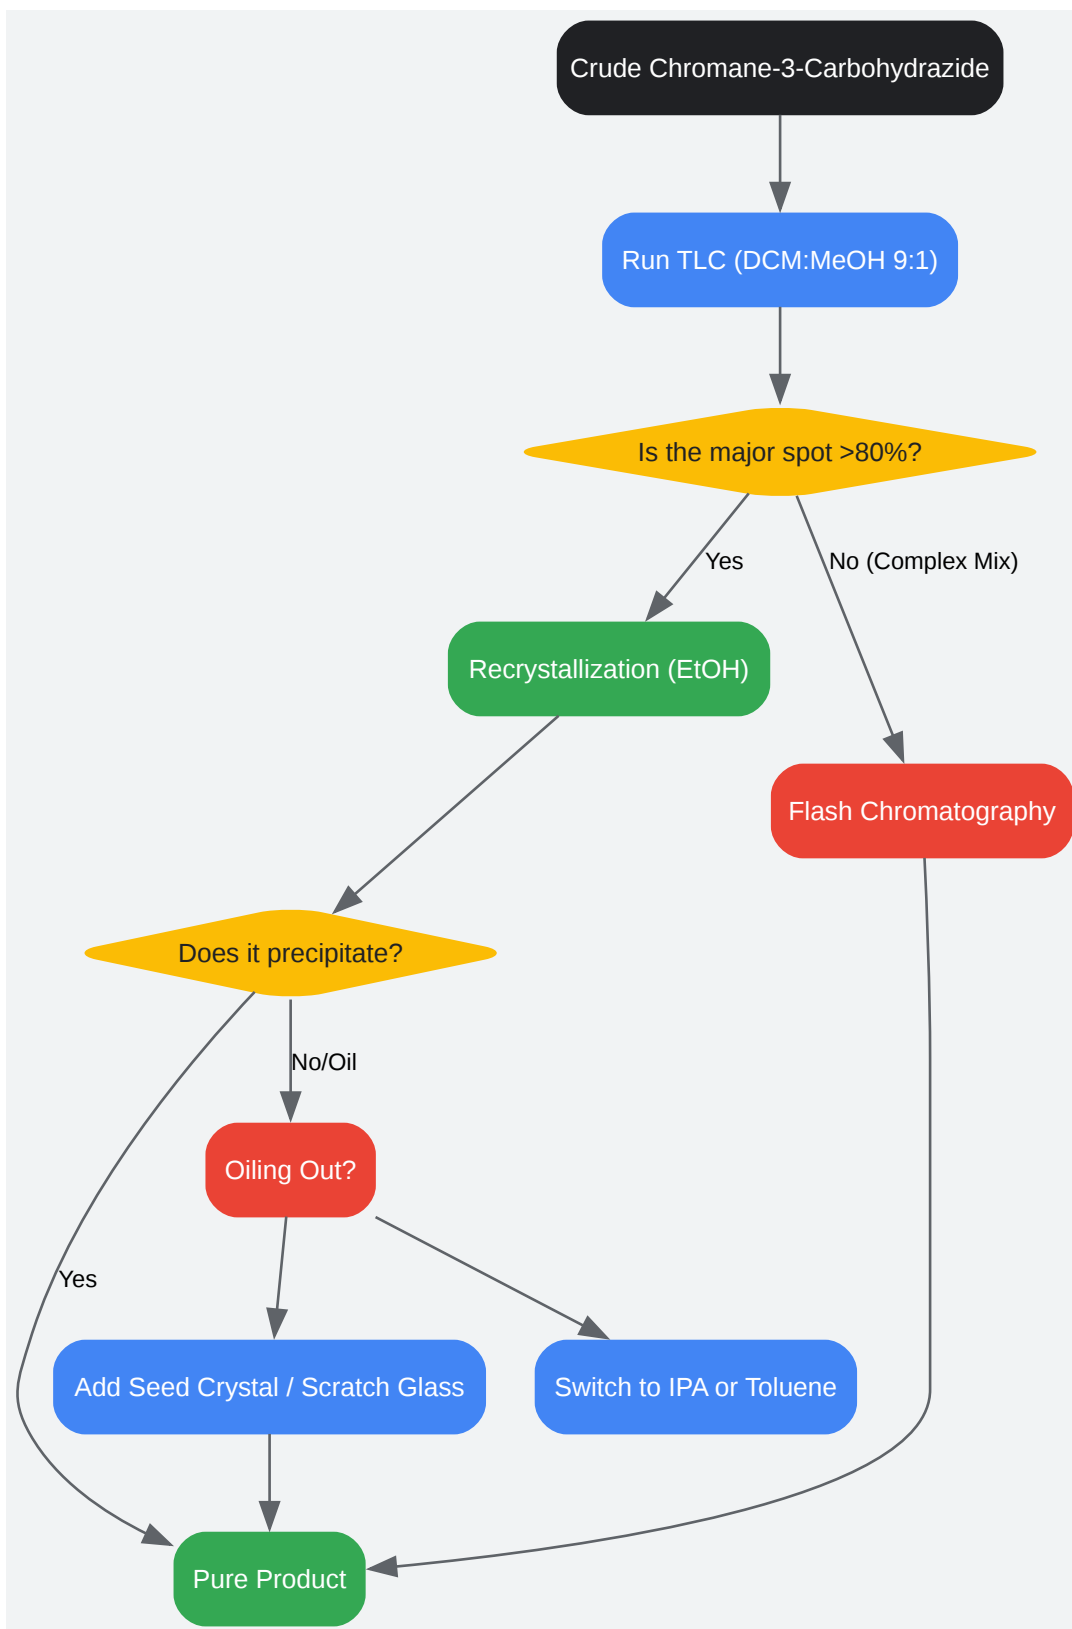 Crude Chromane-3-Carbohydrazide
Run TLC (DCM:MeOH 9:1)
Is the major spot >80%?
Yes
No (Complex Mix)
Recrystallization (EtOH)
Flash Chromatography
Does it precipitate?
No/Oil
Oiling Out?
Yes
Add Seed Crystal / Scratch Glass
Switch to IPA or Toluene
Pure Product